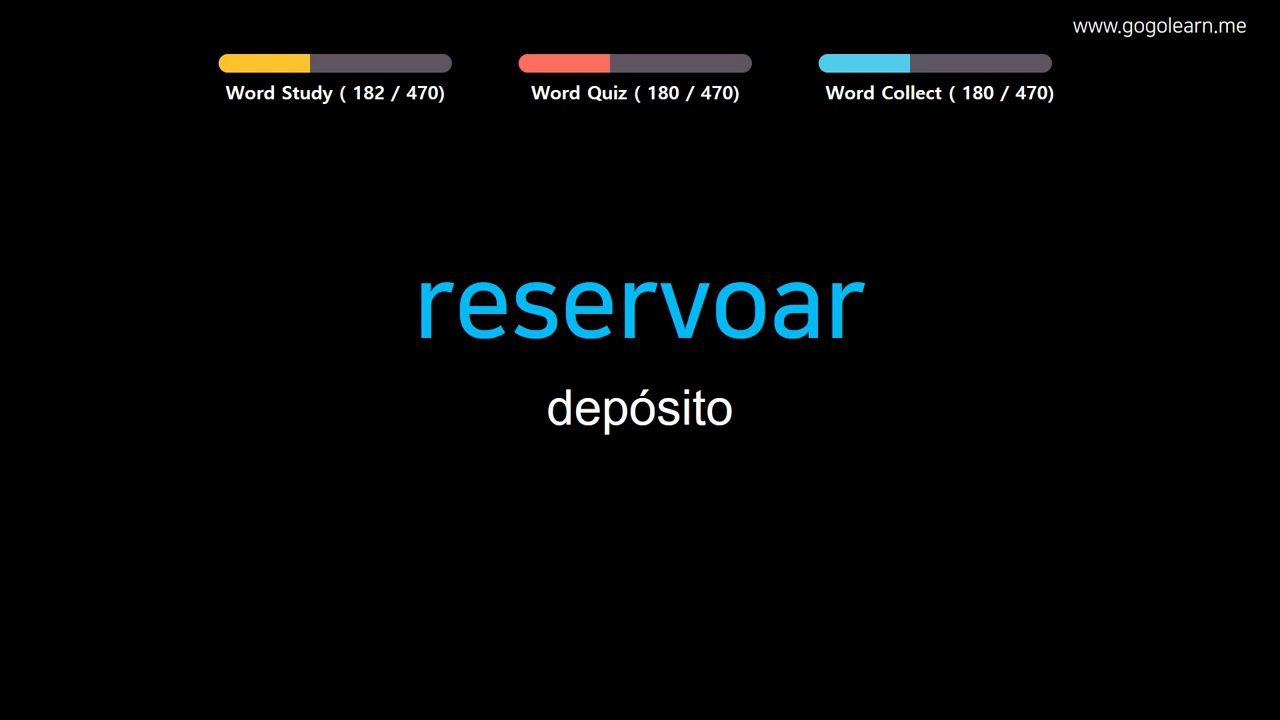 www.gogolearn.me
Word Study ( 182 / 470)
Word Quiz ( 180 / 470)
Word Collect ( 180 / 470)
reservoar
depósito